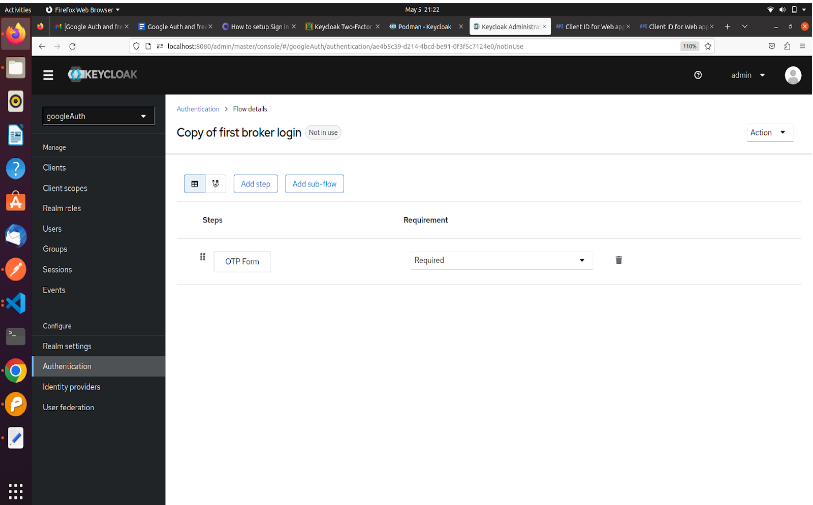 Activities
Firefox Web Browser
May 5 21:22
Google Auth and fre
Google Auth and fre
How to setup Sign in
Keycloak Two-Factor
Podman - Keycloak
Keycloak Administra
Client ID for Web app
Client ID for Web app
localhost:8080/admin/master/console/#/googleAuth/authentication/ae4b5c39-d214-4bcd-be91-0f3f5c7124e0/notInUse
110%
KEYCLOAK
admin
googleAuth
Manage
Clients
Client scopes
Realm roles
Users
Groups
Sessions
Events
Configure
Realm settings
Authentication
Identity providers
User federation
Authentication > Flow details
Copy of first broker login Not in use
Action
Add step Add sub-flow
Steps Requirement
OTP Form Required